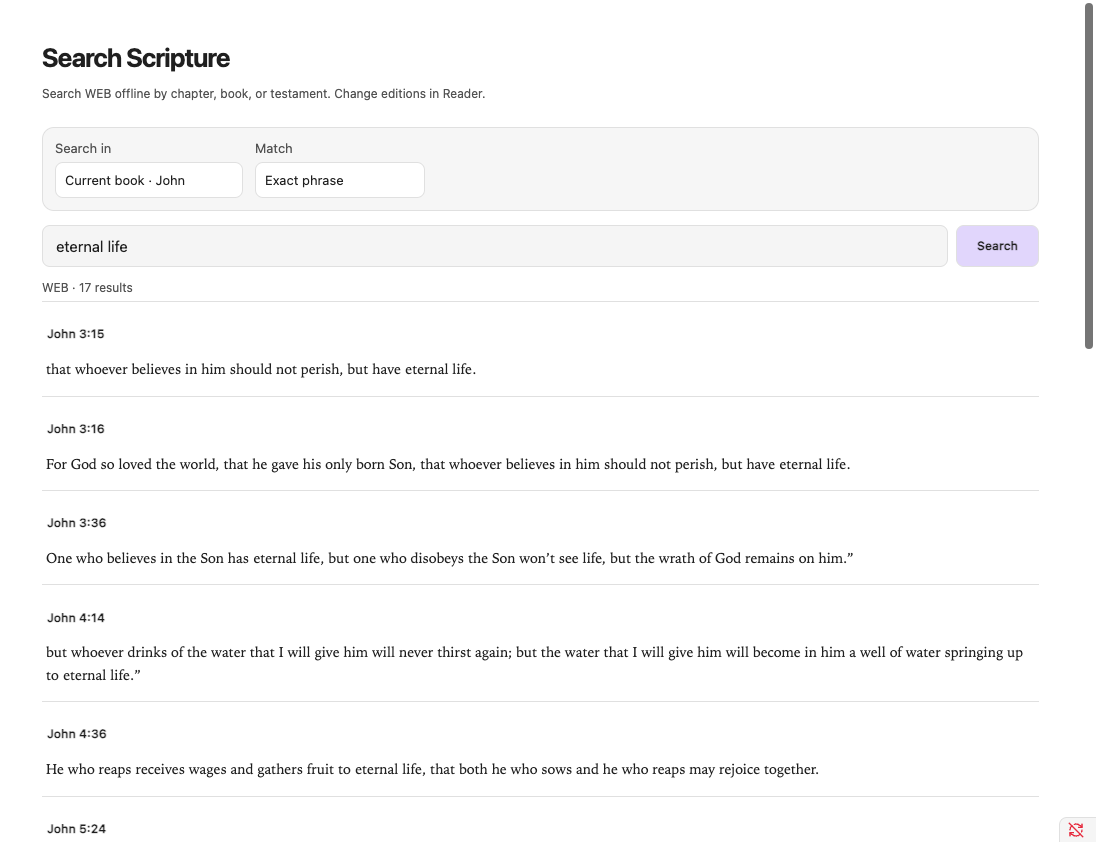 Search Scripture
Search WEB offline by chapter, book, or testament. Change editions in Reader.
Search in
Match
Current book · John
Exact phrase
eternal life
Search
WEB · 17 results
John 3:15
that whoever believes in him should not perish, but have eternal life.
John 3:16
For God so loved the world, that he gave his only born Son, that whoever believes in him should not perish, but have eternal life.
John 3:36
One who believes in the Son has eternal life, but one who disobeys the Son won’t see life, but the wrath of God remains on him.”
John 4:14
but whoever drinks of the water that I will give him will never thirst again; but the water that I will give him will become in him a well of water springing up
to eternal life.”
John 4:36
He who reaps receives wages and gathers fruit to eternal life, that both he who sows and he who reaps may rejoice together.
John 5:24